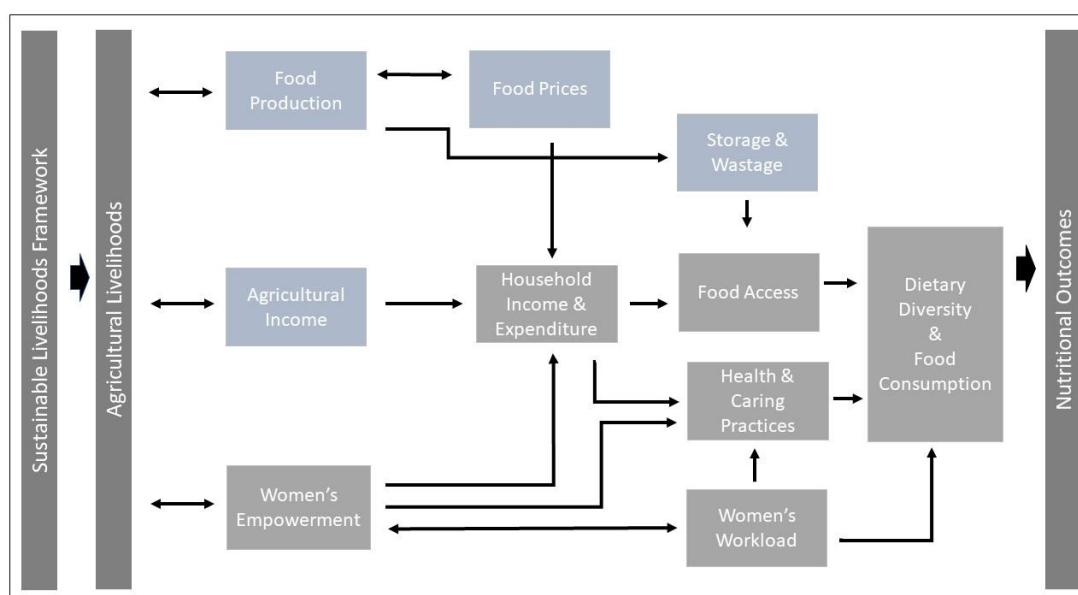 Sustainable Livelihoods Framework
Agricultural Livelihoods
Food
Production
Food Prices
Storage &
Wastage
Agricultural
Income
Household
Income &
Expenditure
Food Access
Dietary
Diversity
&
Food
Consumption
Health &
Caring
Practices
Women's
Empowerment
Women's
Workload
Nutritional Outcomes